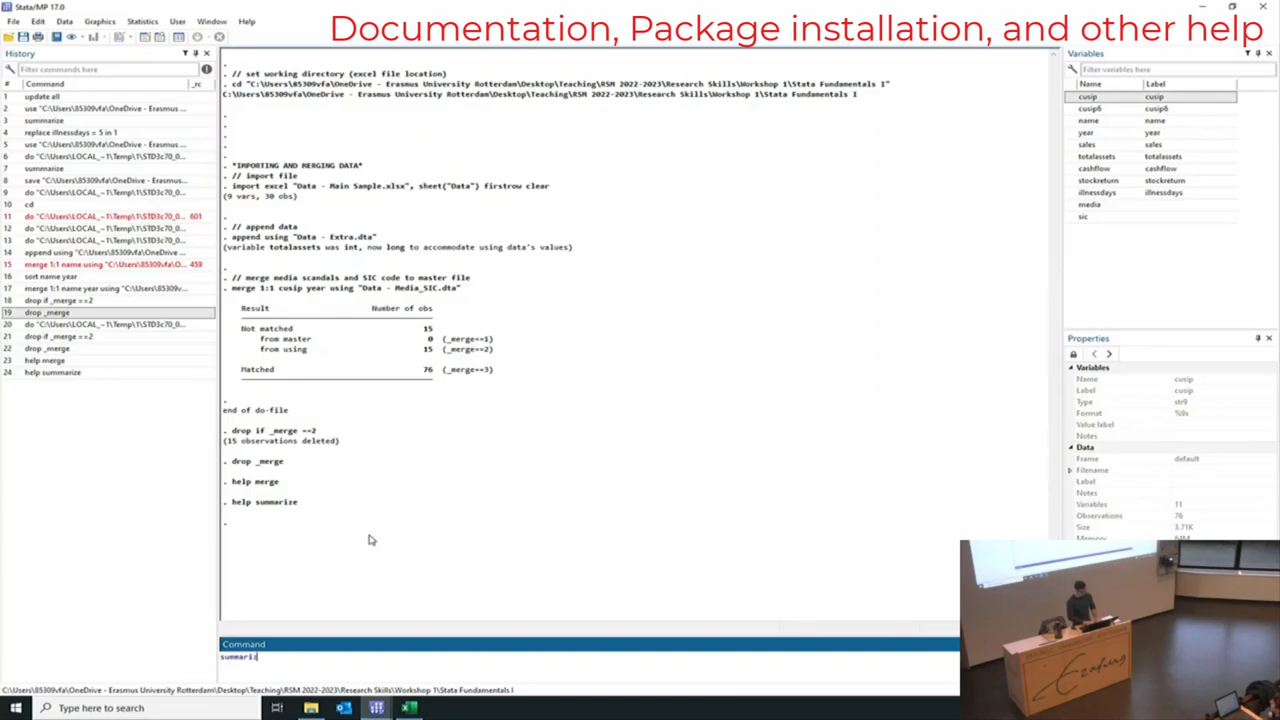 Stata/MP 17.0
Documentation, Package installation, and other help
File Edit Data Graphics Statistics User Window Help
History
Filter commands here
# Command _rc
1 update all
2 use "C:\Users\85309vfa\OneDrive - Erasmus...
3 summarize
4 replace illnessdays = 5 in 1
5 use "C:\Users\85309vfa\OneDrive - Erasmus...
6 do "C:\Users\LOCAL_~1\Temp\1\STD3c70_0...
7 summarize
8 save "C:\Users\85309vfa\OneDrive - Erasmus...
9 do "C:\Users\LOCAL_~1\Temp\1\STD3c70_0...
10 cd
11 do "C:\Users\LOCAL_~1\Temp\1\STD3c70_0... 601
12 do "C:\Users\LOCAL_~1\Temp\1\STD3c70_0...
13 do "C:\Users\LOCAL_~1\Temp\1\STD3c70_0...
14 append using "C:\Users\85309vfa\OneDrive ...
15 merge 1:1 name using "C:\Users\85309vfa\O... 459
16 sort name year
17 merge 1:1 name year using "C:\Users\85309v...
18 drop if _merge ==2
19 drop _merge
20 do "C:\Users\LOCAL_~1\Temp\1\STD3c70_0...
21 drop if _merge ==2
22 drop _merge
23 help merge
24 help summarize
. // set working directory (excel file location)
. cd "C:\Users\85309vfa\OneDrive - Erasmus University Rotterdam\Desktop\Teaching\RSM 2022-2023\Research Skills\Workshop 1\Stata Fundamentals I"
C:\Users\85309vfa\OneDrive - Erasmus University Rotterdam\Desktop\Teaching\RSM 2022-2023\Research Skills\Workshop 1\Stata Fundamentals I
.
.
.
.
. *IMPORTING AND MERGING DATA*
. // import file
. import excel "Data - Main Sample.xlsx", sheet("Data") firstrow clear
(9 vars, 30 obs)
.
. // append data
. append using "Data - Extra.dta"
(variable totalassets was int, now long to accommodate using data's values)
.
. // merge media scandals and SIC code to master file
. merge 1:1 cusip year using "Data - Media_SIC.dta"
Result Number of obs
Not matched 15
from master 0 (_merge==1)
from using 15 (_merge==2)
Matched 76 (_merge==3)
.
end of do-file
. drop if _merge ==2
(15 observations deleted)
. drop _merge
. help merge
. help summarize
.
Command
summariz
Variables
Filter variables here
Name Label
cusip cusip
cusip6 cusip6
name name
year year
sales sales
totalassets totalassets
cashflow cashflow
stockreturn stockreturn
illnessdays illnessdays
media
sic
Properties
Variables
Name cusip
Label cusip
Type str9
Format %9s
Value label
Notes
Data
Frame default
Filename
Label
Notes
Variables 11
Observations 76
Size 3.71K
Memory 64M
Erasmus
C:\Users\85309vfa\OneDrive - Erasmus University Rotterdam\Desktop\Teaching\RSM 2022-2023\Research Skills\Workshop 1\Stata Fundamentals I
Type here to search